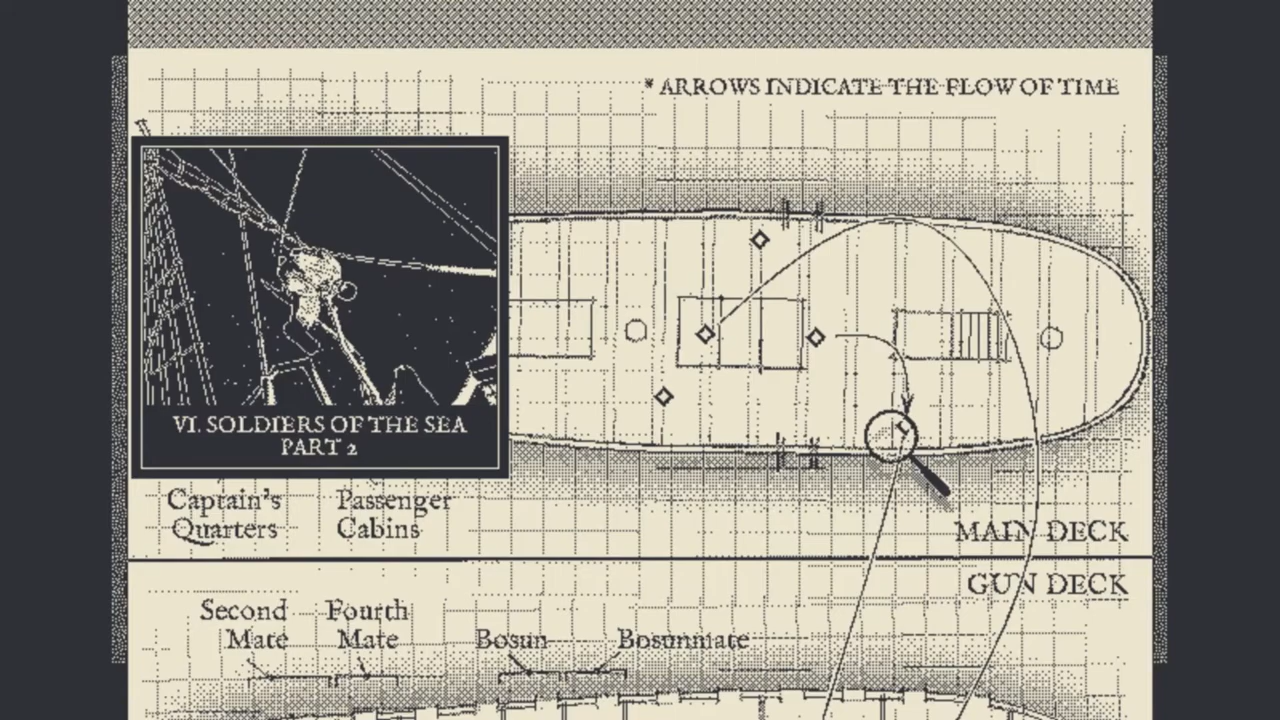 * ARROWS INDICATE THE FLOW OF TIME
VI. SOLDIERS OF THE SEA
PART 2
Captain's
Quarters
Passenger
Cabins
MAIN DECK
GUN DECK
Second
Mate
Fourth
Mate
Bosun
Bosunmate